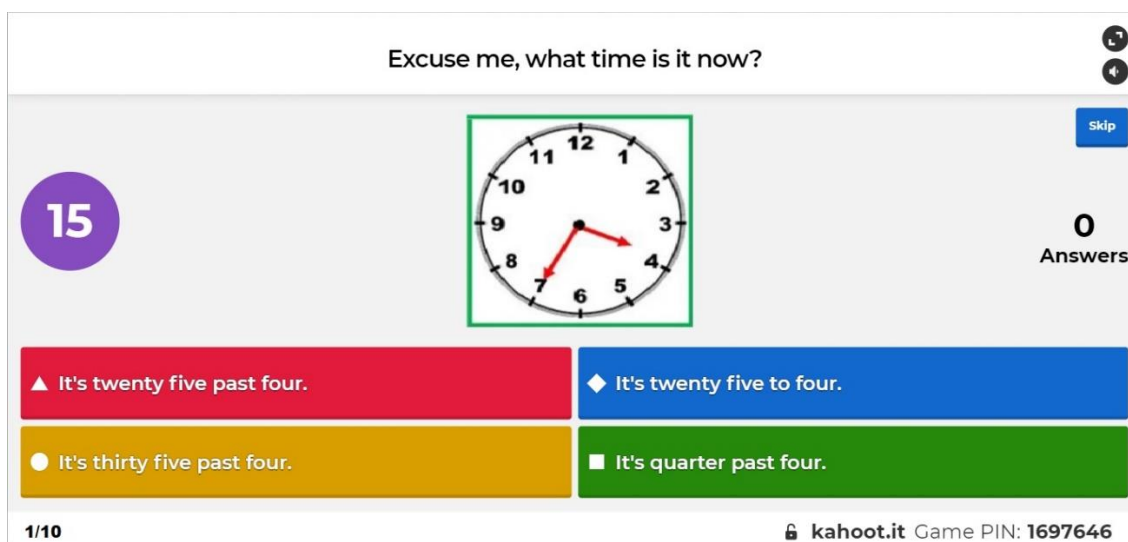 Excuse me, what time is it now?
Skip
15
12
11
1
10
2
9
3
8
4
7
5
6
0
Answers
It's twenty five past four.
It's twenty five to four.
It's thirty five past four.
It's quarter past four.
1/10
kahoot.it Game PIN: 1697646